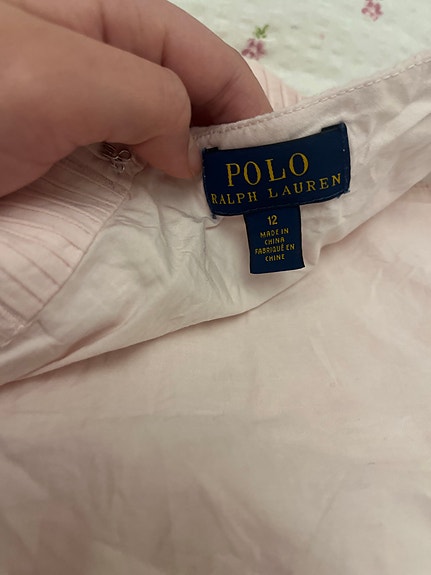 POLO
RALPH LAUREN
12
MADE IN
CHINA
FABRIQUÉ EN
CHINE